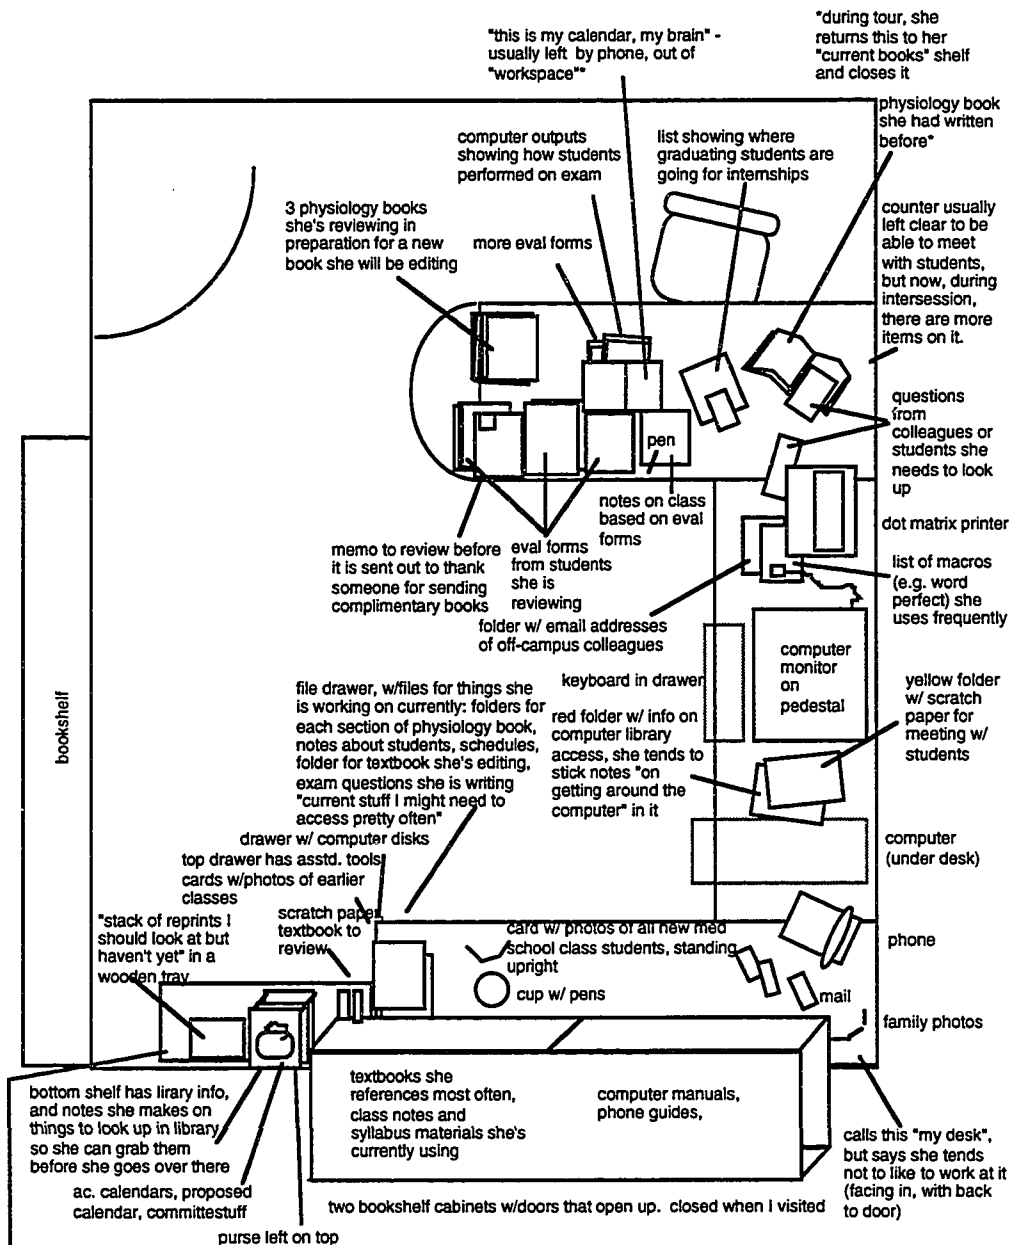 "this is my calendar, my brain" -
usually left by phone, out of
"workspace""
"during tour, she
returns this to her
"current books" shelf
and closes it
physiology book
she had written
before"
computer outputs
showing how students
performed on exam
list showing where
graduating students are
going for internships
3 physiology books
she's reviewing in
preparation for a new
book she will be editing
more eval forms
counter usually
left clear to be
able to meet
with students,
but now, during
intersession,
there are more
items on it.
questions
from
colleagues or
students she
needs to look
up
pen
notes on class
based on eval
forms
dot matrix printer
memo to review before
it is sent out to thank
someone for sending
complimentary books
eval forms
from students
she is
reviewing
list of macros
(e.g. word
perfect) she
uses frequently
folder w/ email addresses
of off-campus colleagues
bookshelf
computer
monitor
on
pedestal
keyboard in drawer
yellow folder
w/ scratch
paper for
meeting w/
students
file drawer, w/files for things she
is working on currently: folders for
each section of physiology book,
notes about students, schedules,
folder for textbook she's editing,
exam questions she is writing
"current stuff I might need to
access pretty often"
red folder w/ info on
computer library
access, she tends to
stick notes "on
getting around the
computer" in it
drawer w/ computer disks
top drawer has asstd. tools
cards w/photos of earlier
classes
computer
(under desk)
scratch paper
textbook to
review
"stack of reprints I
should look at but
haven't yet" in a
wooden tray
card w/ photos of all new med
school class students, standing
upright
cup w/ pens
phone
mail
family photos
textbooks she
references most often,
class notes and
syllabus materials she's
currently using
computer manuals,
phone guides,
bottom shelf has lirary info,
and notes she makes on
things to look up in library
so she can grab them
before she goes over there
calls this "my desk",
but says she tends
not to like to work at it
(facing in, with back
to door)
ac. calendars, proposed
calendar, committestuff
two bookshelf cabinets w/doors that open up. closed when I visited
purse left on top